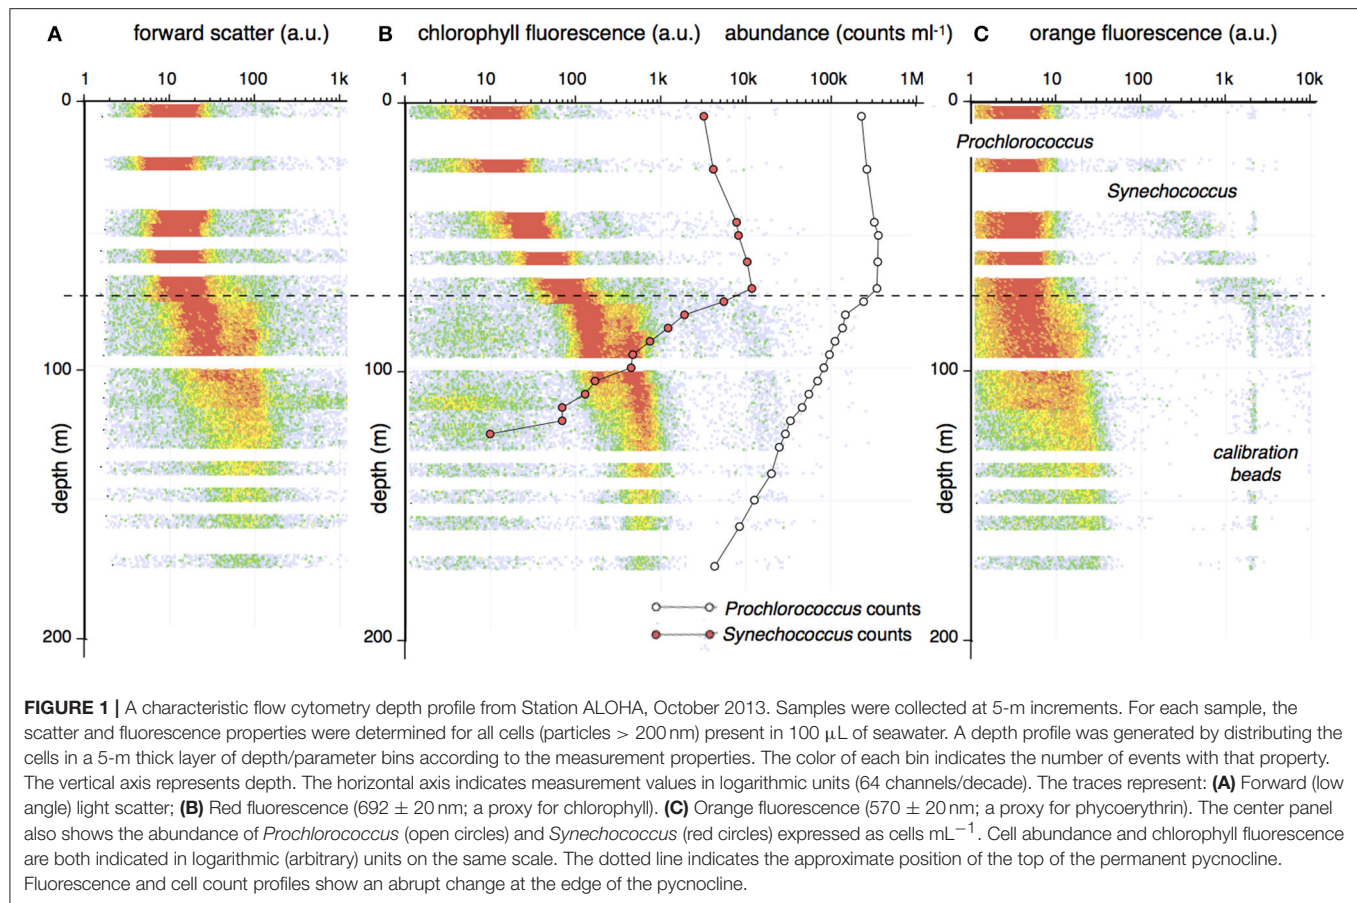 A forward scatter (a.u.) B chlorophyll fluorescence (a.u.) abundance (counts ml-1) C orange fluorescence (a.u.)
1 10 100 1k 1 10 100 1k 10k 100k 1M 1 10 100 1k 10k
0 0 0
Prochlorococcus
Synechococcus
100 100 100
depth (m) depth (m) depth (m)
calibration
beads
Prochlorococcus counts
Synechococcus counts
200 200 200
FIGURE 1 | A characteristic flow cytometry depth profile from Station ALOHA, October 2013. Samples were collected at 5-m increments. For each sample, the
scatter and fluorescence properties were determined for all cells (particles > 200 nm) present in 100 μL of seawater. A depth profile was generated by distributing the
cells in a 5-m thick layer of depth/parameter bins according to the measurement properties. The color of each bin indicates the number of events with that property.
The vertical axis represents depth. The horizontal axis indicates measurement values in logarithmic units (64 channels/decade). The traces represent: (A) Forward (low
angle) light scatter; (B) Red fluorescence (692 ± 20 nm; a proxy for chlorophyll). (C) Orange fluorescence (570 ± 20 nm; a proxy for phycoerythrin). The center panel
also shows the abundance of Prochlorococcus (open circles) and Synechococcus (red circles) expressed as cells mL−1. Cell abundance and chlorophyll fluorescence
are both indicated in logarithmic (arbitrary) units on the same scale. The dotted line indicates the approximate position of the top of the permanent pycnocline.
Fluorescence and cell count profiles show an abrupt change at the edge of the pycnocline.